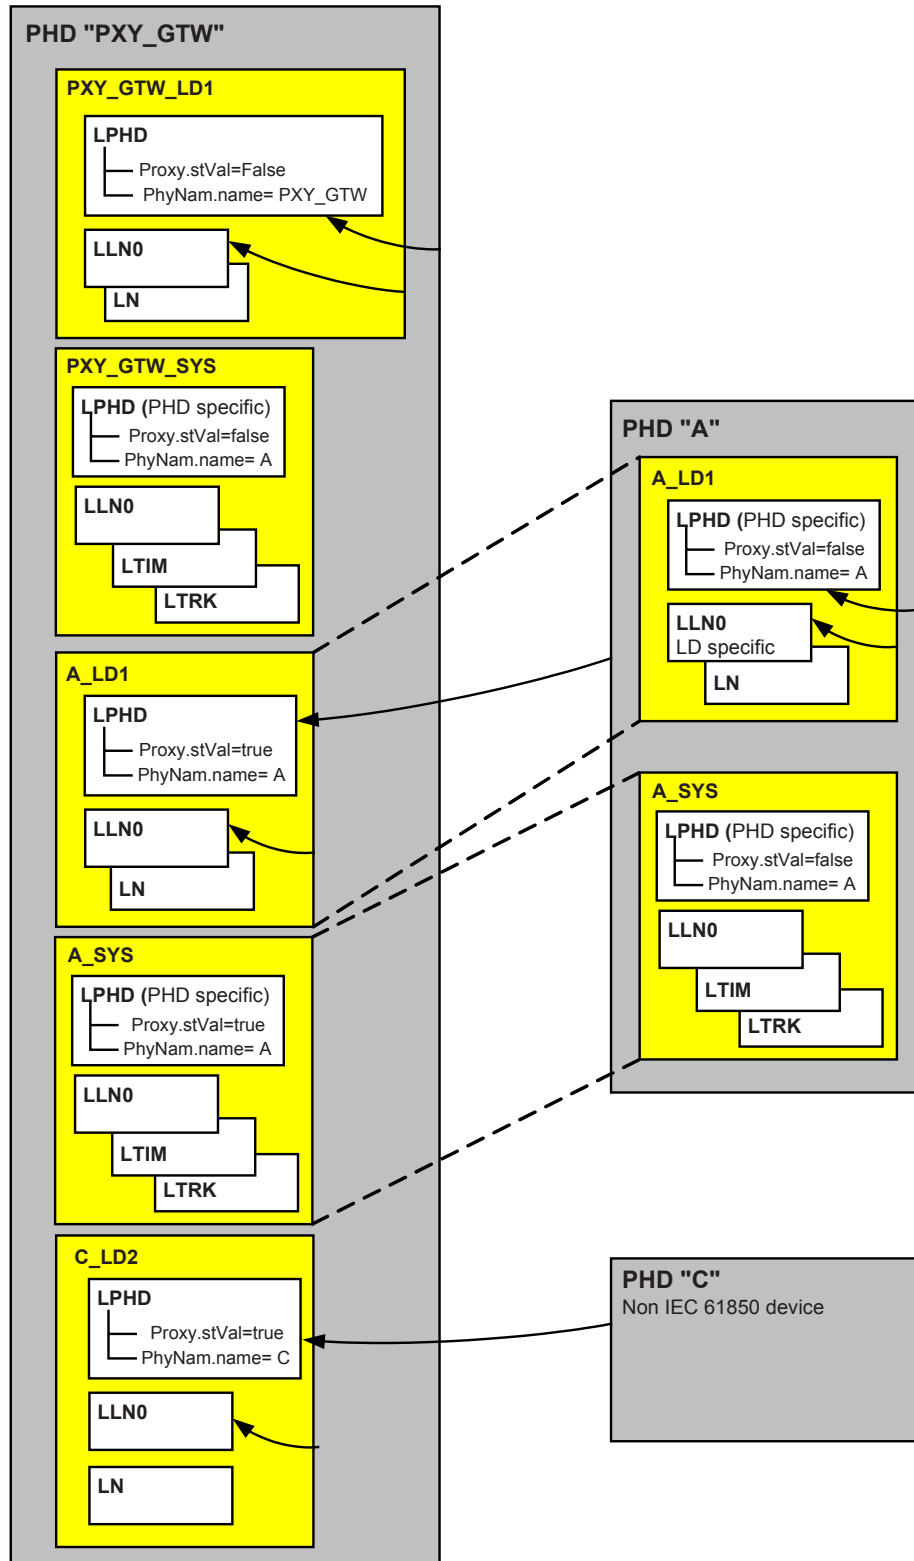 PHD "PXY_GTW"
PXY_GTW_LD1
LPHD
Proxy.stVal=False
PhyNam.name= PXY_GTW
LLN0
LN
PXY_GTW_SYS
LPHD (PHD specific)
Proxy.stVal=false
PhyNam.name= A
LLN0
LTIM
LTRK
A_LD1
LPHD
Proxy.stVal=true
PhyNam.name= A
LLN0
LN
A_SYS
LPHD (PHD specific)
Proxy.stVal=true
PhyNam.name= A
LLN0
LTIM
LTRK
C_LD2
LPHD
Proxy.stVal=true
PhyNam.name= C
LLN0
LN
PHD "A"
A_LD1
LPHD (PHD specific)
Proxy.stVal=false
PhyNam.name= A
LLN0
LD specific
LN
A_SYS
LPHD (PHD specific)
Proxy.stVal=false
PhyNam.name= A
LLN0
LTIM
LTRK
PHD "C"
Non IEC 61850 device